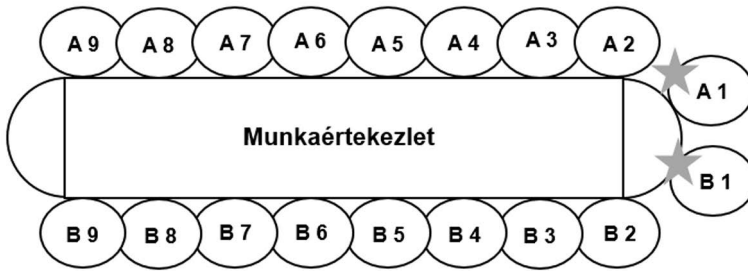 A 9 A 8 A 7 A 6 A 5 A 4 A 3 A 2
A 1
Munkaértekezlet
B 1
B 9 B 8 B 7 B 6 B 5 B 4 B 3 B 2